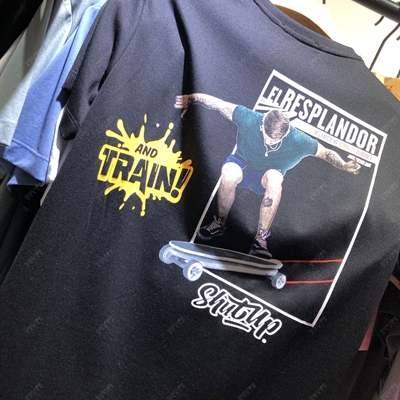 EL RESPLANDOR
AND
TRAIN!
Shut Up